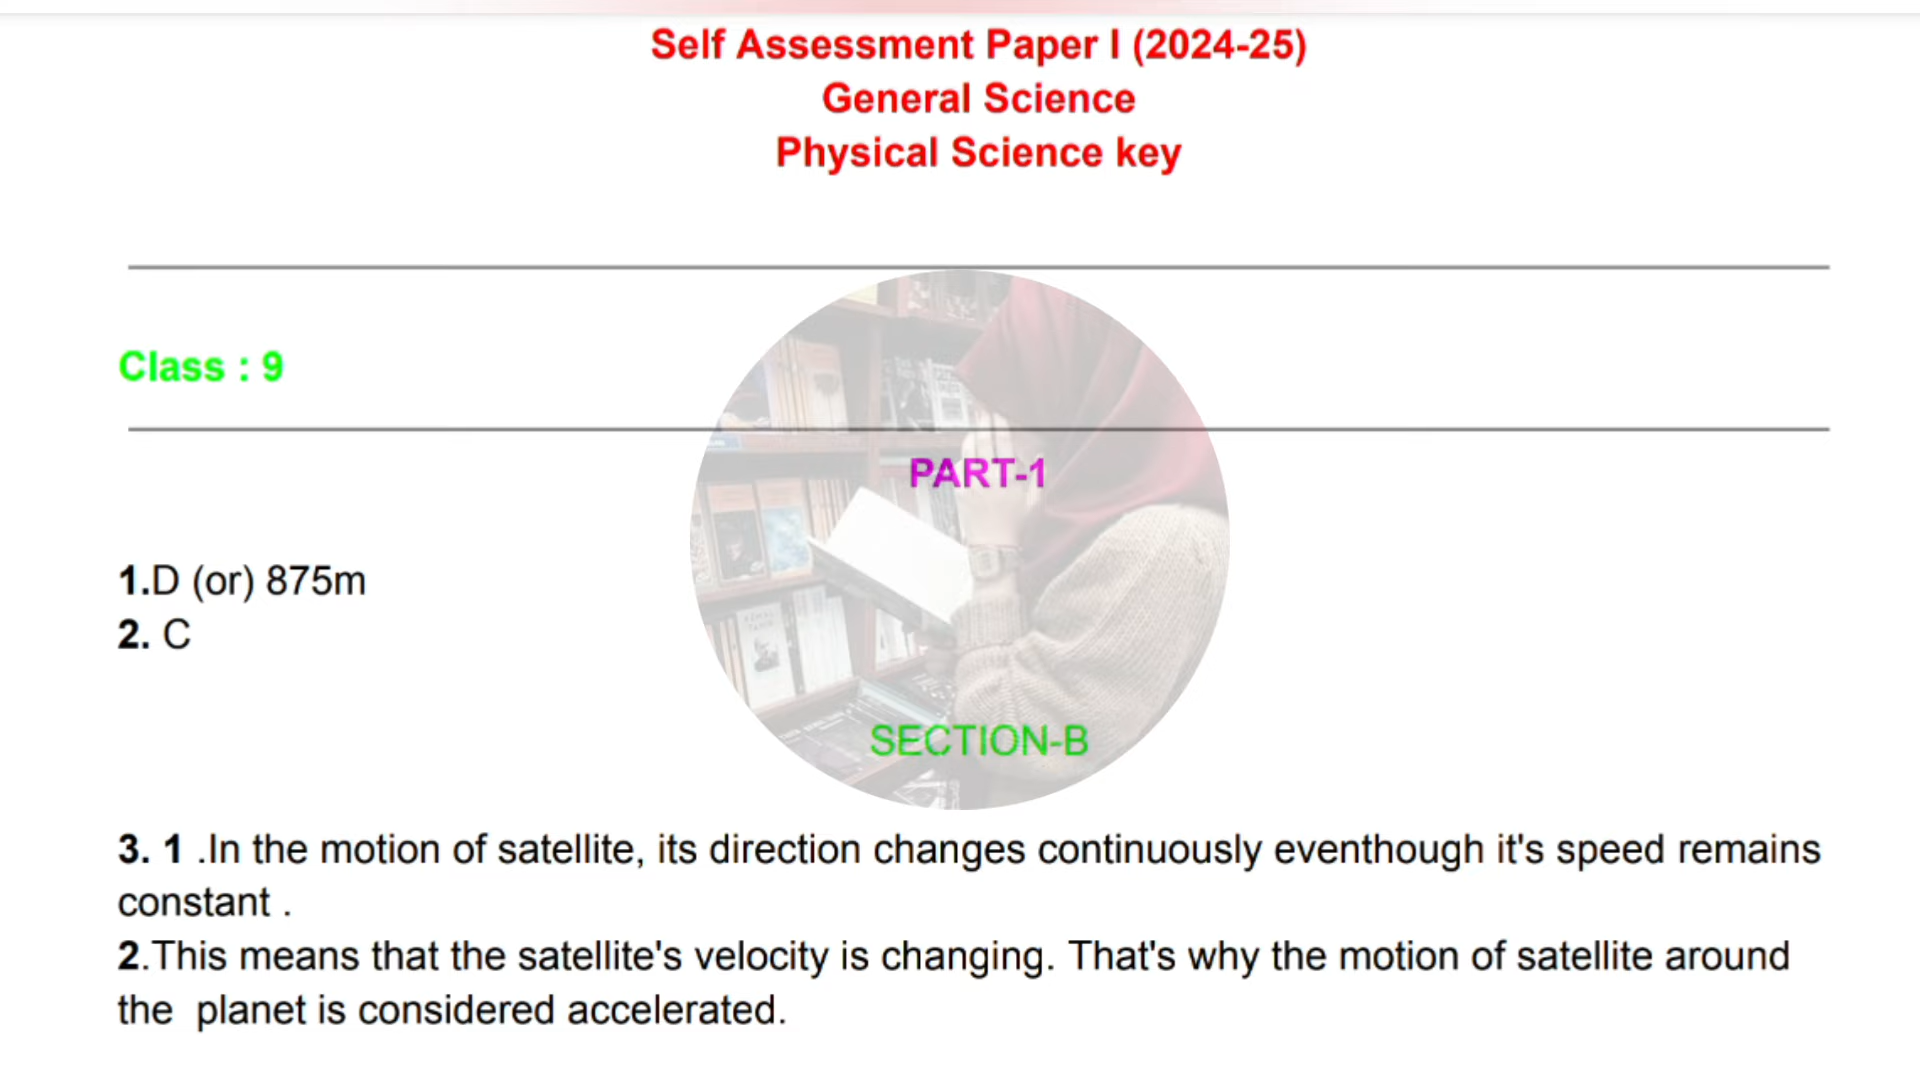 Self Assessment Paper I (2024-25)
General Science
Physical Science key
Class : 9
PART-1
1.D (or) 875m
2. C
SECTION-B
3. 1 .In the motion of satellite, its direction changes continuously eventhough it's speed remains
constant .
2.This means that the satellite's velocity is changing. That's why the motion of satellite around
the  planet is considered accelerated.